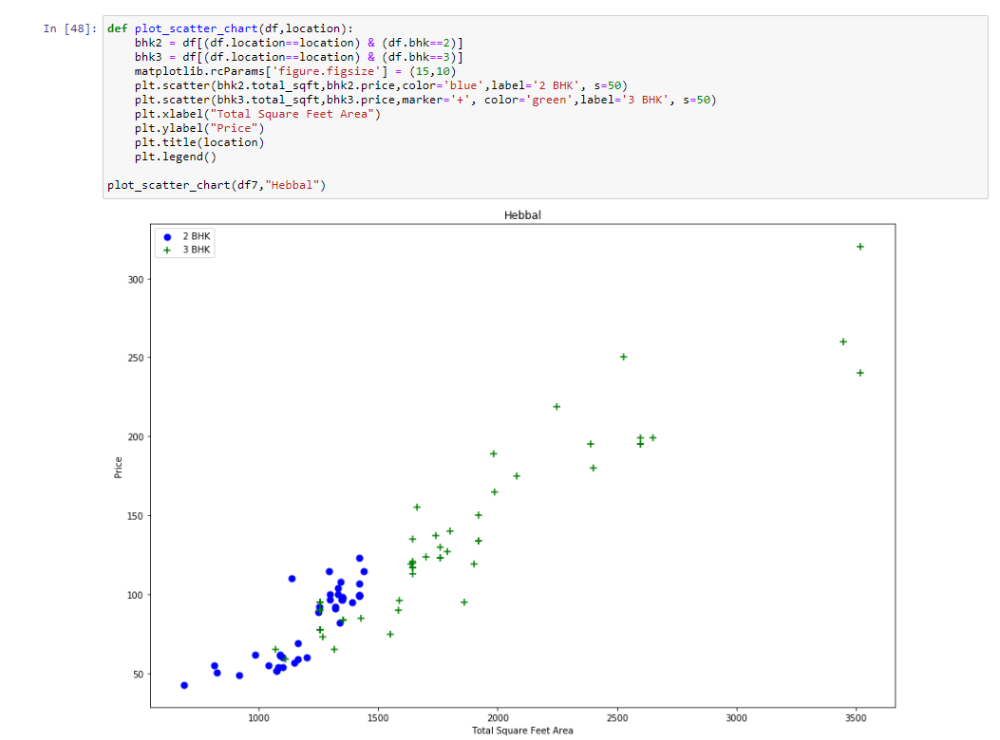 In [48]: def plot_scatter_chart(df,location):
    bhk2 = df[(df.location==location) & (df.bhk==2)]
    bhk3 = df[(df.location==location) & (df.bhk==3)]
    matplotlib.rcParams['figure.figsize'] = (15,10)
    plt.scatter(bhk2.total_sqft,bhk2.price,color='blue',label='2 BHK', s=50)
    plt.scatter(bhk3.total_sqft,bhk3.price,marker='+', color='green',label='3 BHK', s=50)
    plt.xlabel("Total Square Feet Area")
    plt.ylabel("Price")
    plt.title(location)
    plt.legend()
plot_scatter_chart(df7,"Hebbal")
Hebbal
2 BHK
3 BHK
300
250
200
150
100
50
Price
1000 1500 2000 2500 3000 3500
Total Square Feet Area